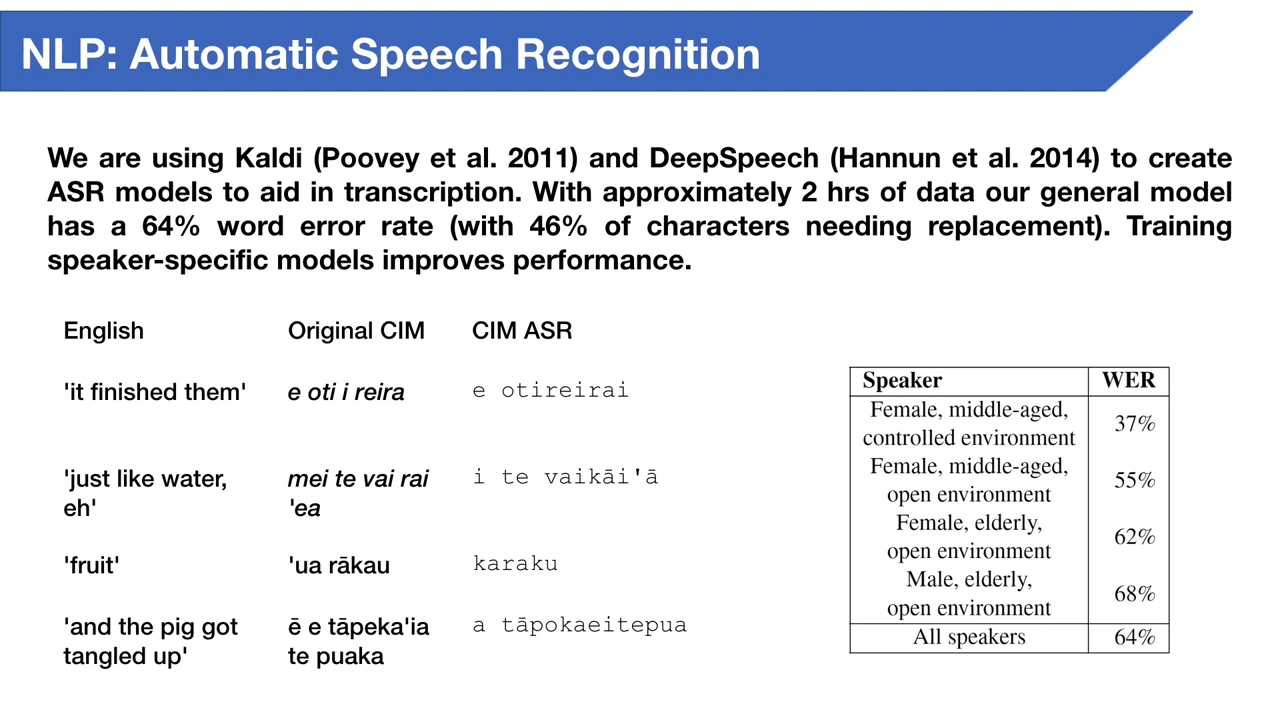 NLP: Automatic Speech Recognition
We are using Kaldi (Poovey et al. 2011) and DeepSpeech (Hannun et al. 2014) to create
ASR models to aid in transcription. With approximately 2 hrs of data our general model
has a 64% word error rate (with 46% of characters needing replacement). Training
speaker-specific models improves performance.
English Original CIM CIM ASR
'it finished them' e oti i reira e otireirai
'just like water, mei te vai rai i te vaikāi'ā
eh' 'ea
'fruit' 'ua rākau karaku
'and the pig got ē e tāpeka'ia a tāpokaeitepua
tangled up' te puaka
Speaker WER
Female, middle-aged,
controlled environment 37%
Female, middle-aged,
open environment 55%
Female, elderly,
open environment 62%
Male, elderly,
open environment 68%
All speakers 64%